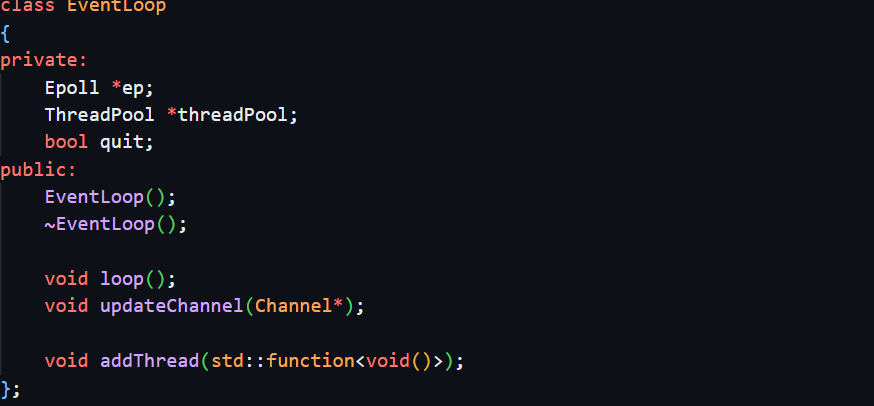 class EventLoop
{
private:
    Epoll *ep;
    ThreadPool *threadPool;
    bool quit;
public:
    EventLoop();
    ~EventLoop();

    void loop();
    void updateChannel(Channel*);

    void addThread(std::function<void()>);
};